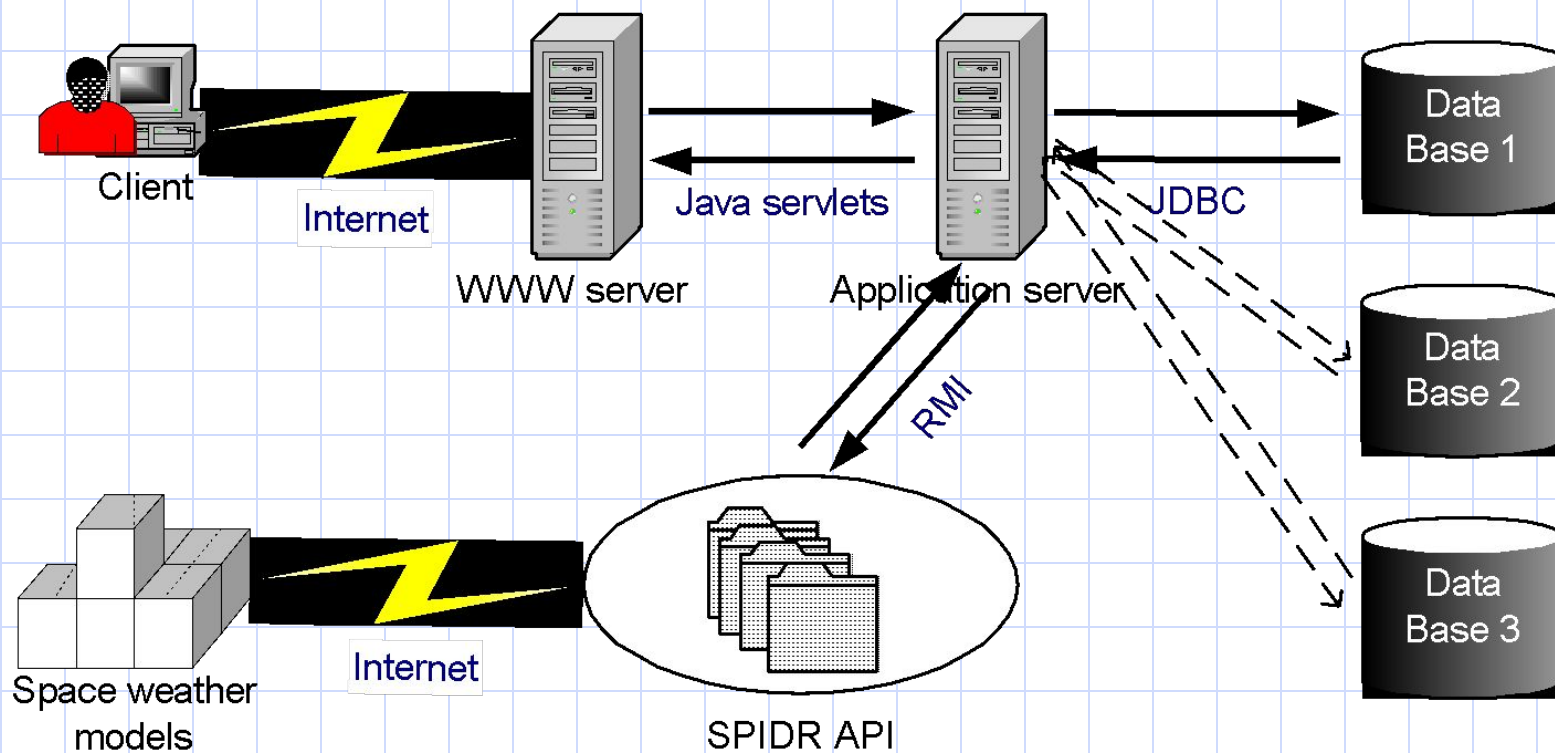 Client
Internet
WWW server
Java servlets
Application server
JDBC
Data
Base 1
Data
Base 2
Data
Base 3
RMI
SPIDR API
Internet
Space weather
models